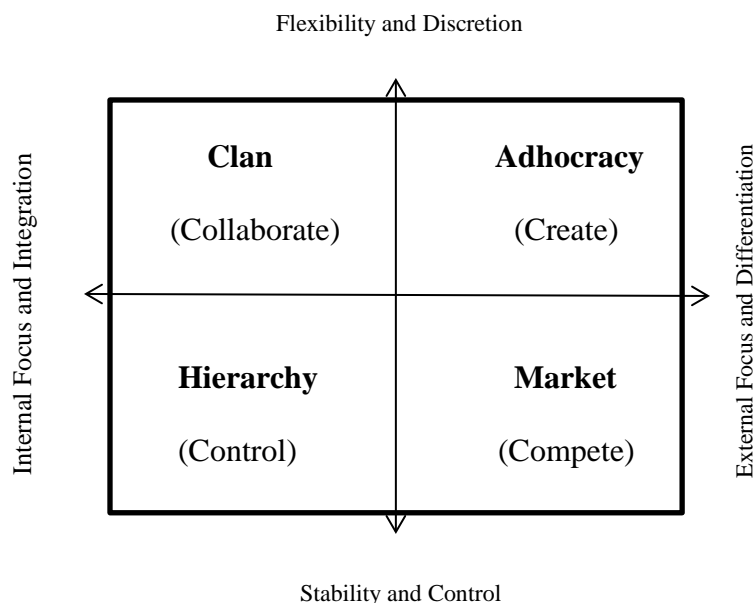 Flexibility and Discretion
Internal Focus and Integration
Clan
(Collaborate)
Adhocracy
(Create)
Hierarchy
(Control)
Market
(Compete)
External Focus and Differentiation
Stability and Control